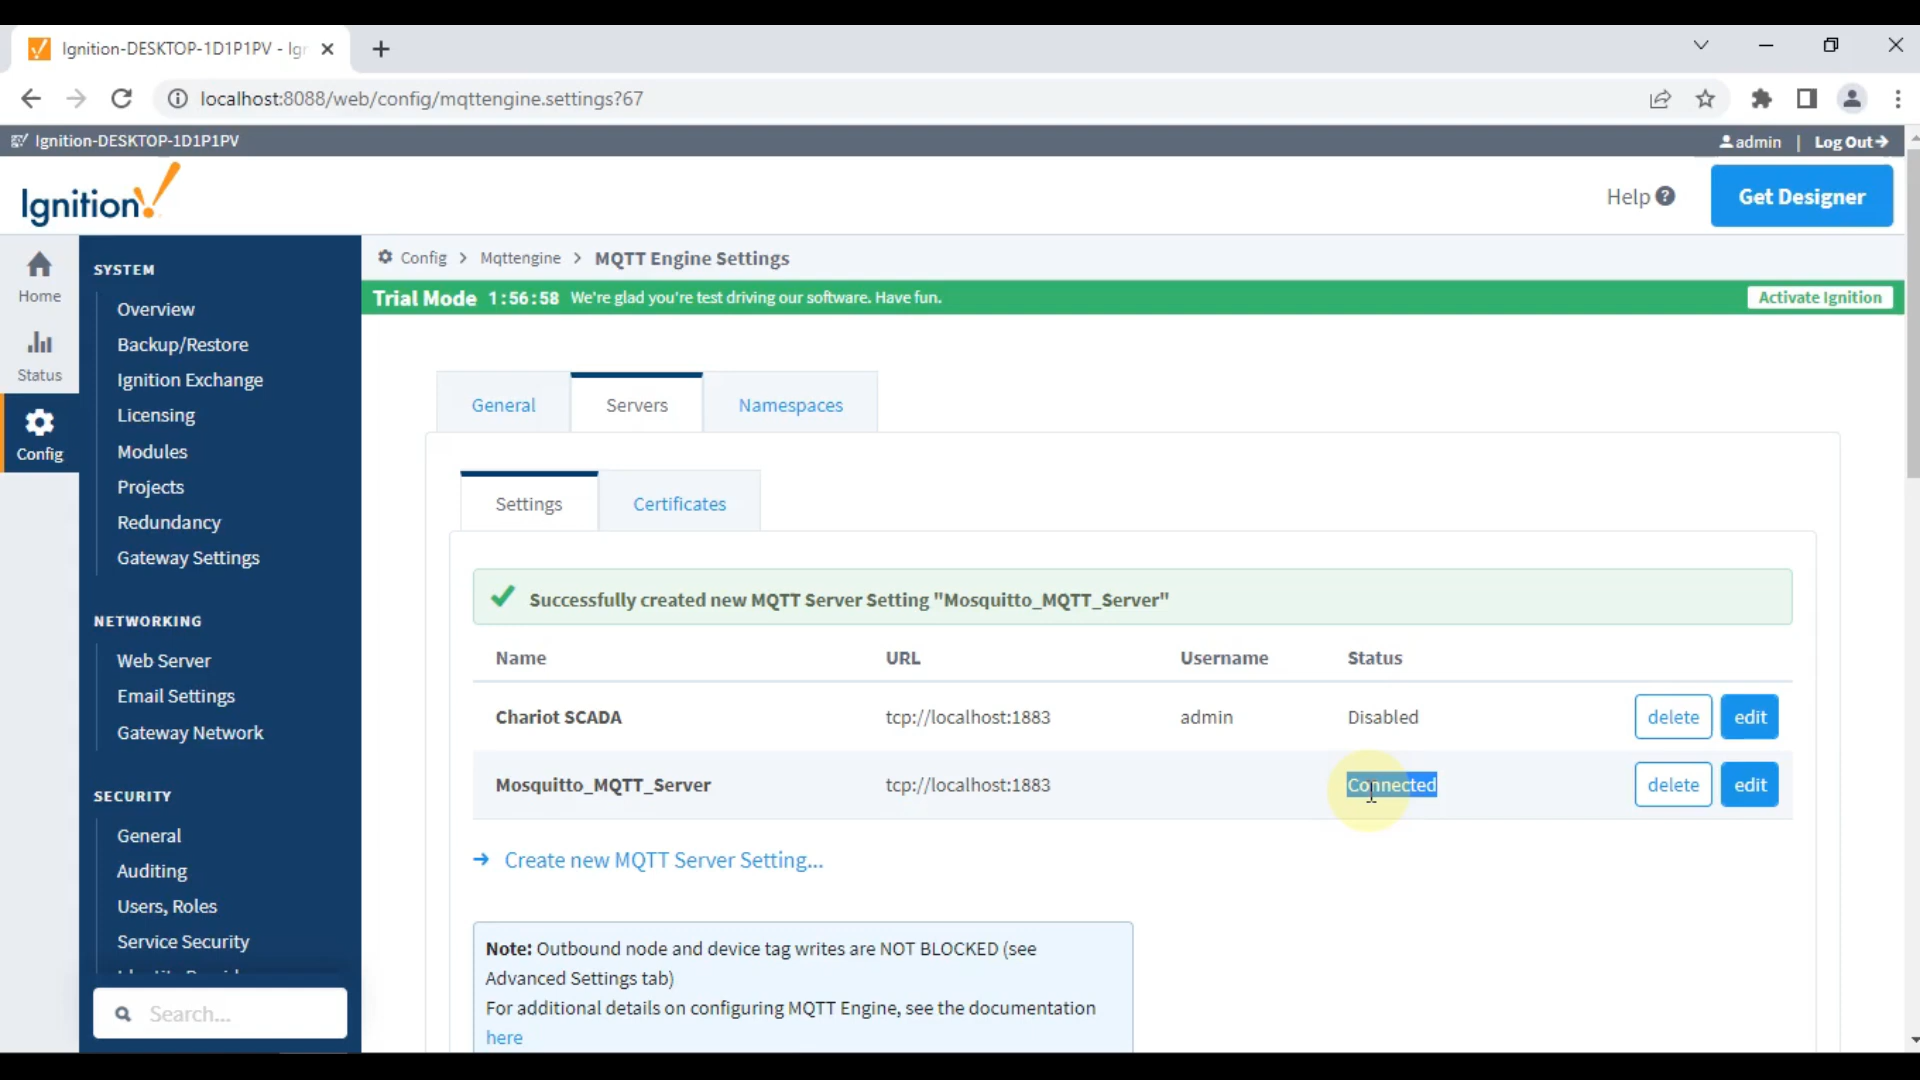 Ignition-DESKTOP-1D1P1PV - Igr
localhost:8088/web/config/mqttengine.settings?67
Ignition-DESKTOP-1D1P1PV
admin | Log Out
Ignition!
Help ?
Get Designer
Home
Status
Config
SYSTEM
Overview
Backup/Restore
Ignition Exchange
Licensing
Modules
Projects
Redundancy
Gateway Settings
NETWORKING
Web Server
Email Settings
Gateway Network
SECURITY
General
Auditing
Users, Roles
Service Security
Search...
Config > Mqttengine > MQTT Engine Settings
Trial Mode 1:56:58 We're glad you're test driving our software. Have fun.
Activate Ignition
General
Servers
Namespaces
Settings
Certificates
Successfully created new MQTT Server Setting "Mosquitto_MQTT_Server"
Name URL Username Status
Chariot SCADA tcp://localhost:1883 admin Disabled delete edit
Mosquitto_MQTT_Server tcp://localhost:1883 Connected delete edit
Create new MQTT Server Setting...
Note: Outbound node and device tag writes are NOT BLOCKED (see
Advanced Settings tab)
For additional details on configuring MQTT Engine, see the documentation
here